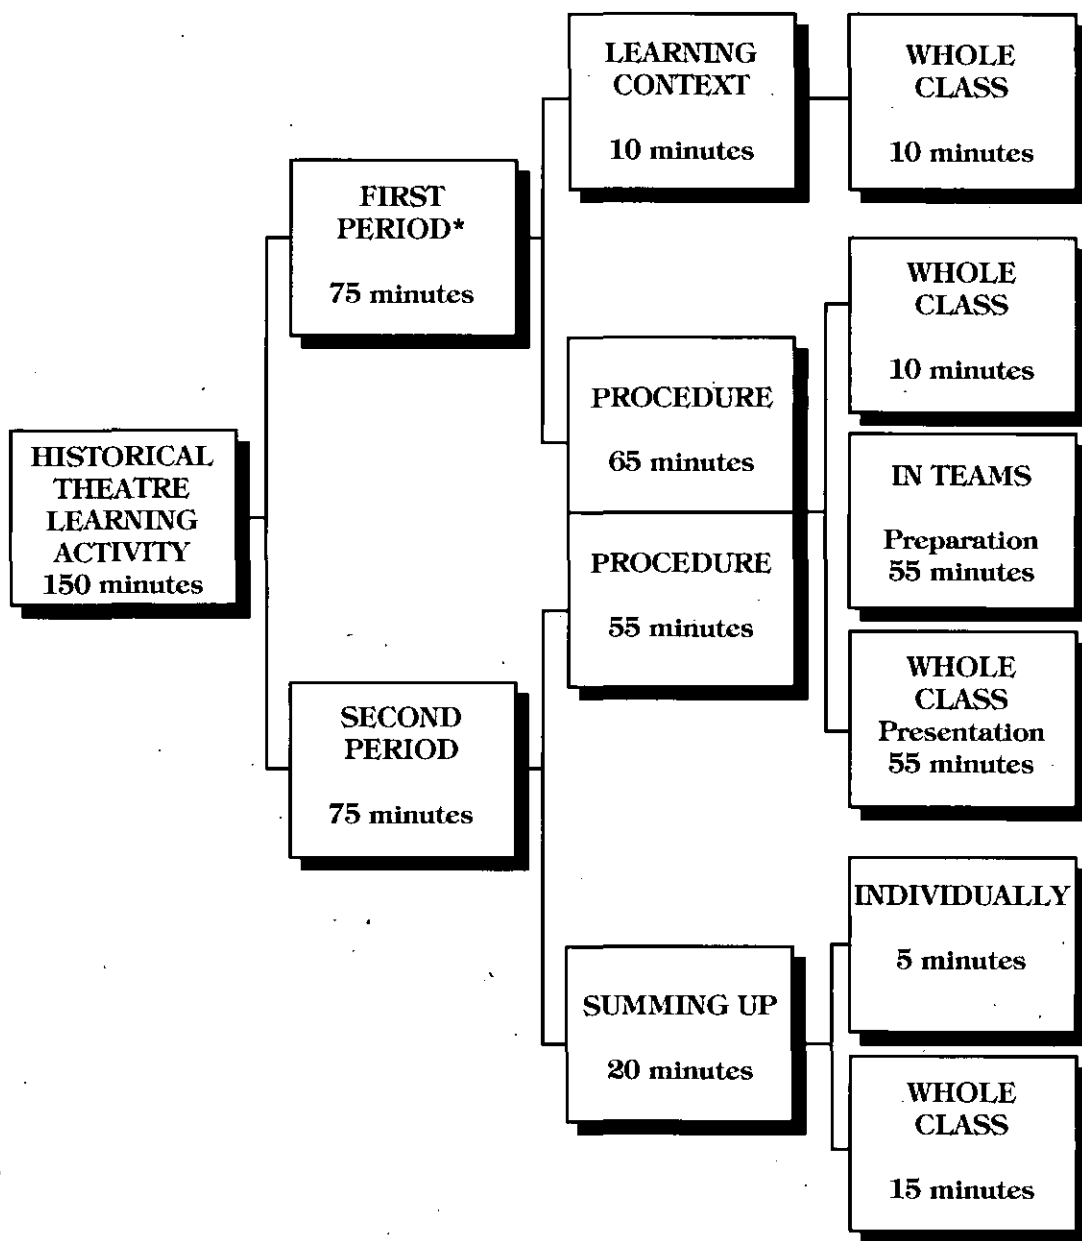 HISTORICAL
THEATRE
LEARNING
ACTIVITY
150 minutes
FIRST
PERIOD*
75 minutes
SECOND
PERIOD
75 minutes
LEARNING
CONTEXT
10 minutes
PROCEDURE
65 minutes
PROCEDURE
55 minutes
SUMMING UP
20 minutes
WHOLE
CLASS
10 minutes
WHOLE
CLASS
10 minutes
IN TEAMS
Preparation
55 minutes
WHOLE
CLASS
Presentation
55 minutes
INDIVIDUALLY
5 minutes
WHOLE
CLASS
15 minutes